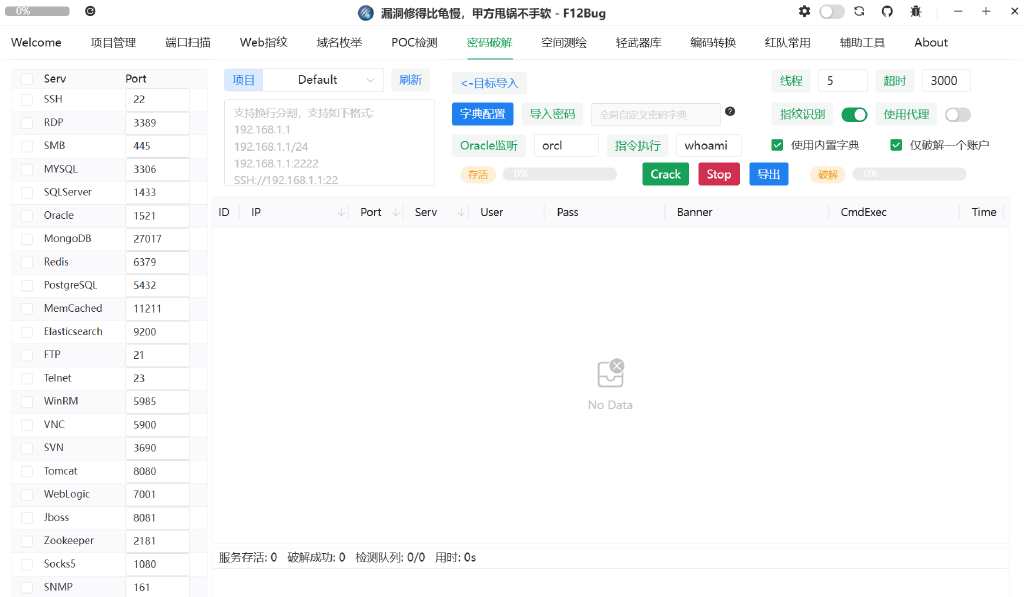 0%
漏洞修得比龟慢，甲方甩锅不手软 - F12Bug
Welcome 项目管理 端口扫描 Web指纹 域名枚举 POC检测 密码破解 空间测绘 轻武器库 编码转换 红队常用 辅助工具 About
Serv Port
SSH 22
RDP 3389
SMB 445
MYSQL 3306
SQLServer 1433
Oracle 1521
MongoDB 27017
Redis 6379
PostgreSQL 5432
MemCached 11211
Elasticsearch 9200
FTP 21
Telnet 23
WinRM 5985
VNC 5900
SVN 3690
Tomcat 8080
WebLogic 7001
Jboss 8081
Zookeeper 2181
Socks5 1080
SNMP 161
项目 Default 刷新
支持换行分割，支持如下格式:
192.168.1.1
192.168.1.1/24
192.168.1.1:2222
SSH://192.168.1.1:22
<-目标导入 线程 5 超时 3000
字典配置 导入密码 全局自定义密码字典 指纹识别 使用代理
Oracle监听 orcl 指令执行 whoami 使用内置字典 仅破解一个账户
存活 0% Crack Stop 导出 破解 0%
ID IP Port Serv User Pass Banner CmdExec Time
No Data
服务存活: 0 破解成功: 0 检测队列: 0/0 用时: 0s